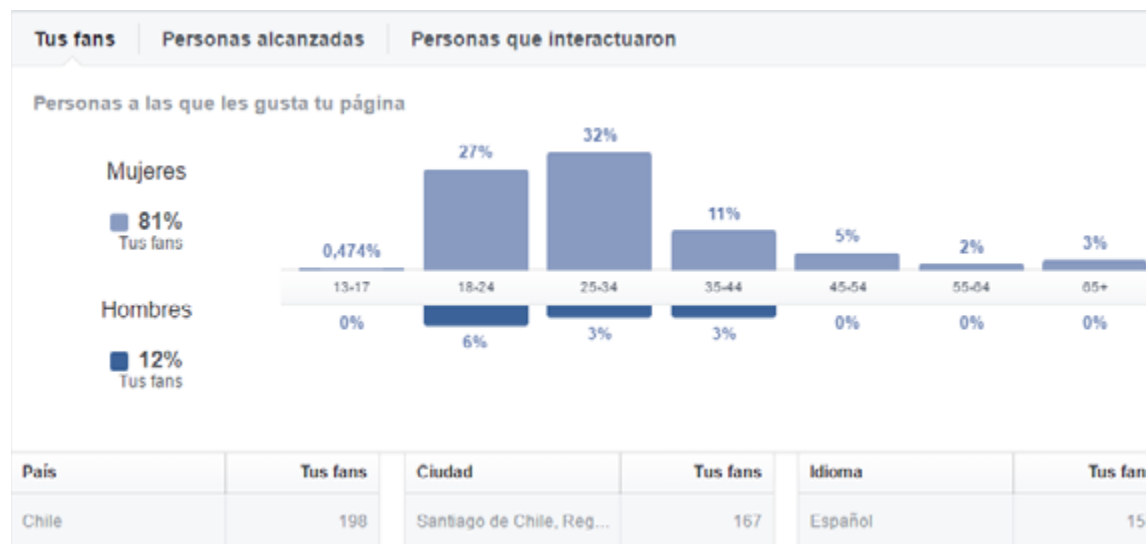 Tus fans Personas alcanzadas Personas que interactuaron
Personas a las que les gusta tu página
Mujeres
81%
Tus fans
0,474% 27% 32% 11% 5% 2% 3%
13-17 18-24 25-34 35-44 45-54 55-64 65+
Hombres
12%
Tus fans
0% 6% 3% 3% 0% 0% 0%
País Tus fans Ciudad Tus fans Idioma Tus fan
Chile 198 Santiago de Chile, Reg... 167 Español 15